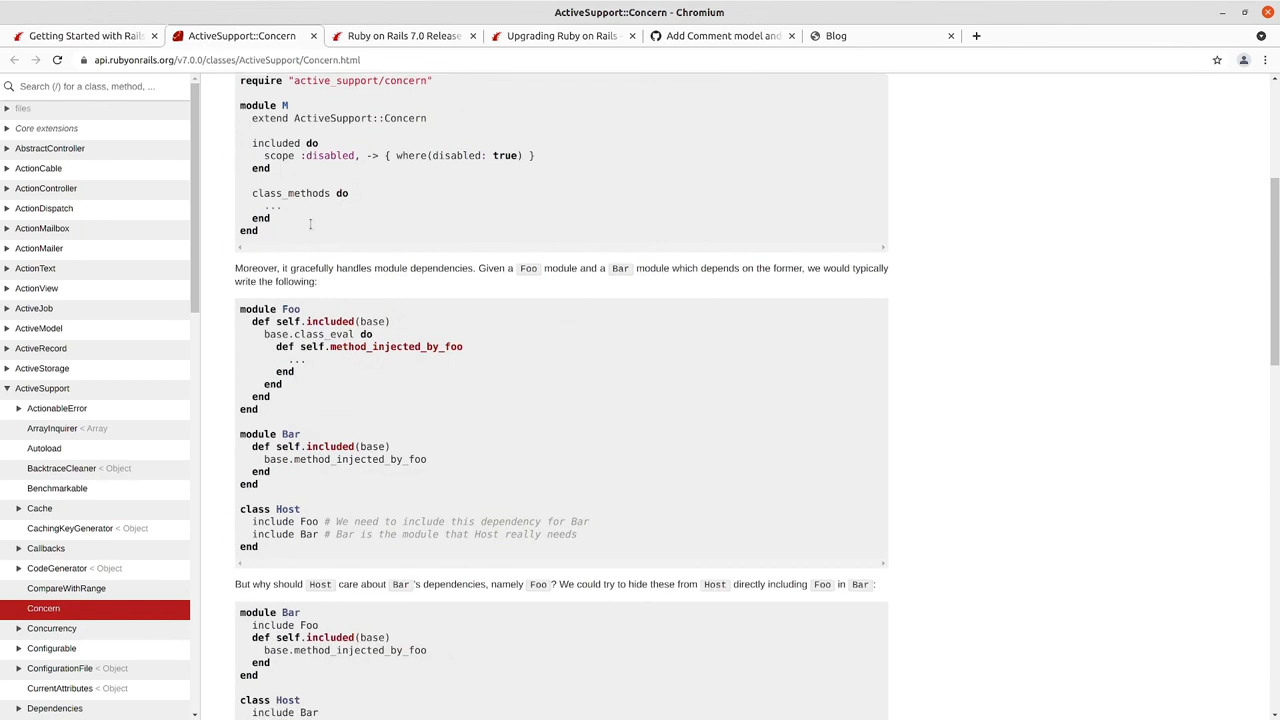 ActiveSupport::Concern - Chromium
Getting Started with Rails
ActiveSupport::Concern
Ruby on Rails 7.0 Release
Upgrading Ruby on Rails -
Add Comment model and
Blog
api.rubyonrails.org/v7.0.0/classes/ActiveSupport/Concern.html
Search (/) for a class, method, ...
files
Core extensions
AbstractController
ActionCable
ActionController
ActionDispatch
ActionMailbox
ActionMailer
ActionText
ActionView
ActiveJob
ActiveModel
ActiveRecord
ActiveStorage
ActiveSupport
ActionableError
ArrayInquirer < Array
Autoload
BacktraceCleaner < Object
Benchmarkable
Cache
CachingKeyGenerator < Object
Callbacks
CodeGenerator < Object
CompareWithRange
Concern
Concurrency
Configurable
ConfigurationFile < Object
CurrentAttributes < Object
Dependencies
require "active_support/concern"
module M
extend ActiveSupport::Concern
included do
scope :disabled, -> { where(disabled: true) }
end
class_methods do
...
end
end
Moreover, it gracefully handles module dependencies. Given a Foo module and a Bar module which depends on the former, we would typically
write the following:
module Foo
def self.included(base)
base.class_eval do
def self.method_injected_by_foo
...
end
end
end
end
module Bar
def self.included(base)
base.method_injected_by_foo
end
end
class Host
include Foo # We need to include this dependency for Bar
include Bar # Bar is the module that Host really needs
end
But why should Host care about Bar's dependencies, namely Foo? We could try to hide these from Host directly including Foo in Bar:
module Bar
include Foo
def self.included(base)
base.method_injected_by_foo
end
end
class Host
include Bar